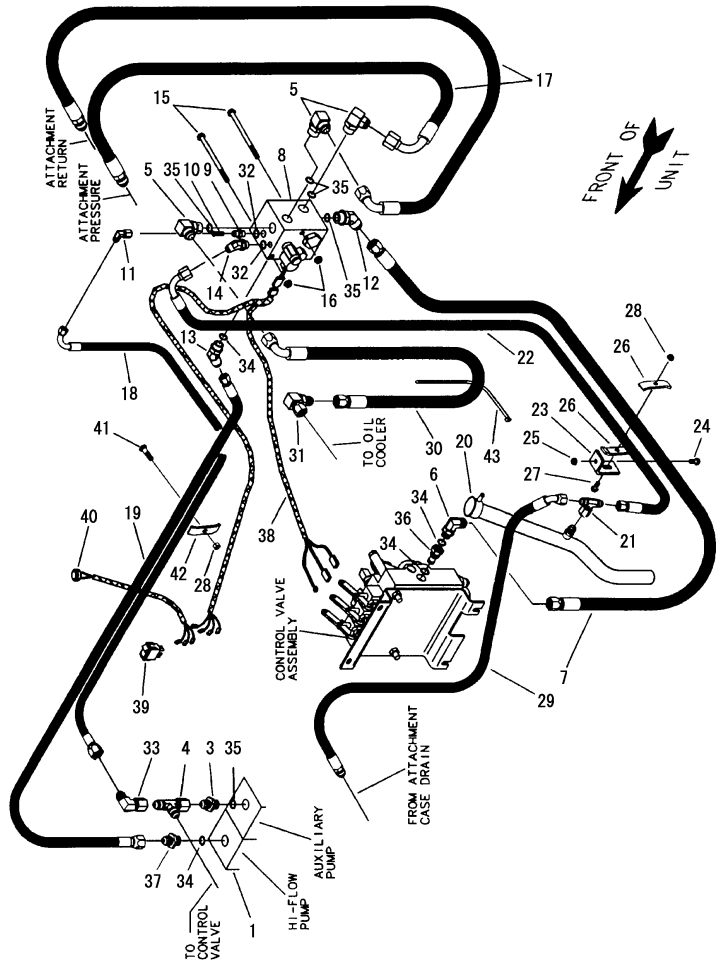 17
15
5
ATTACHMENT
RETURN
ATTACHMENT
PRESSURE
5
35
10
9
32
8
35
FRONT OF
UNIT
11
14
32
16
35
12
13
34
22
28
26
18
41
31
TO OIL
COOLER
30
43
20
23
26
24
25
27
6
34
36
34
21
40
19
42
28
38
CONTROL VALVE
ASSEMBLY
39
29
7
33
4
3
35
FROM ATTACHMENT
CASE DRAIN
37
34
AUXILIARY
PUMP
HI-FLOW
PUMP
1
TO
CONTROL
VALVE